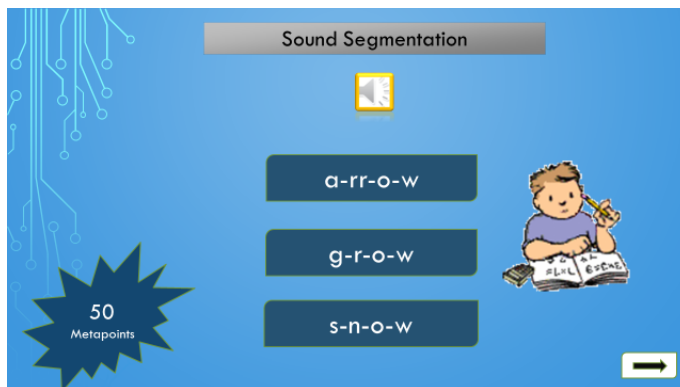 Sound Segmentation
a-rr-o-w
g-r-o-w
s-n-o-w
50
Metapoints